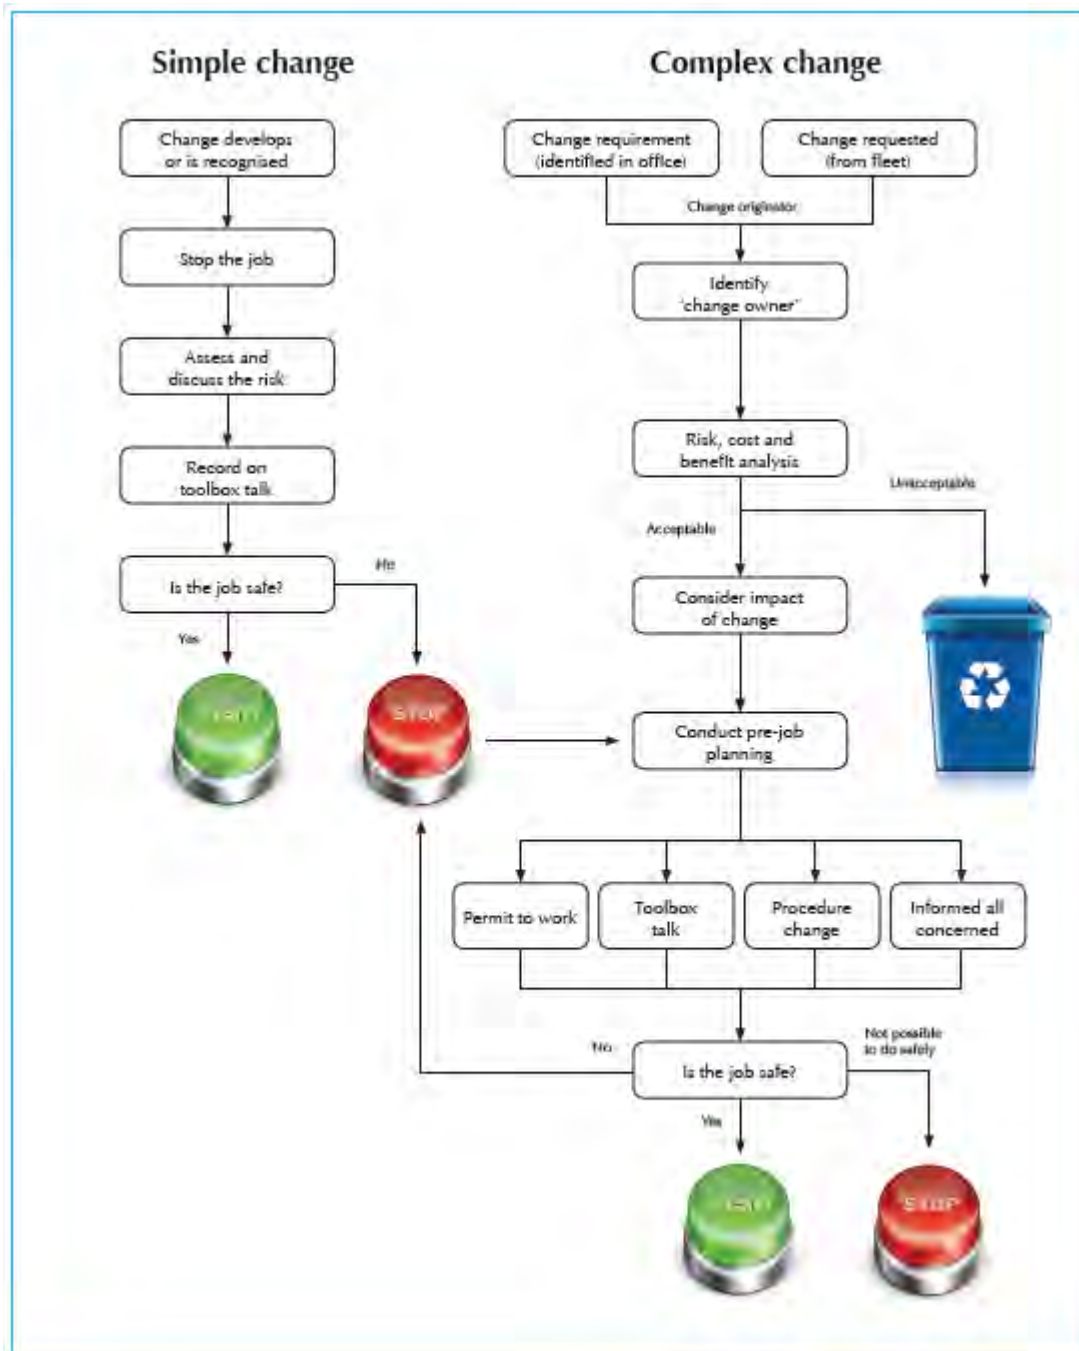 Simple change
Change develops
or is recognised
Stop the job
Assess and
discuss the risk
Record on
toolbox talk
Is the job safe?
No
Yes
STOP
Complex change
Change requirement
(identified in office)
Change requested
(from fleet)
Change originator
Identify
'change owner'
Risk, cost and
benefit analysis
Unacceptable
Acceptable
Consider impact
of change
Conduct pre-job
planning
Permit to work
Toolbox
talk
Procedure
change
Informed all
concerned
No
Not possible
to do safely
Is the job safe?
Yes
STOP